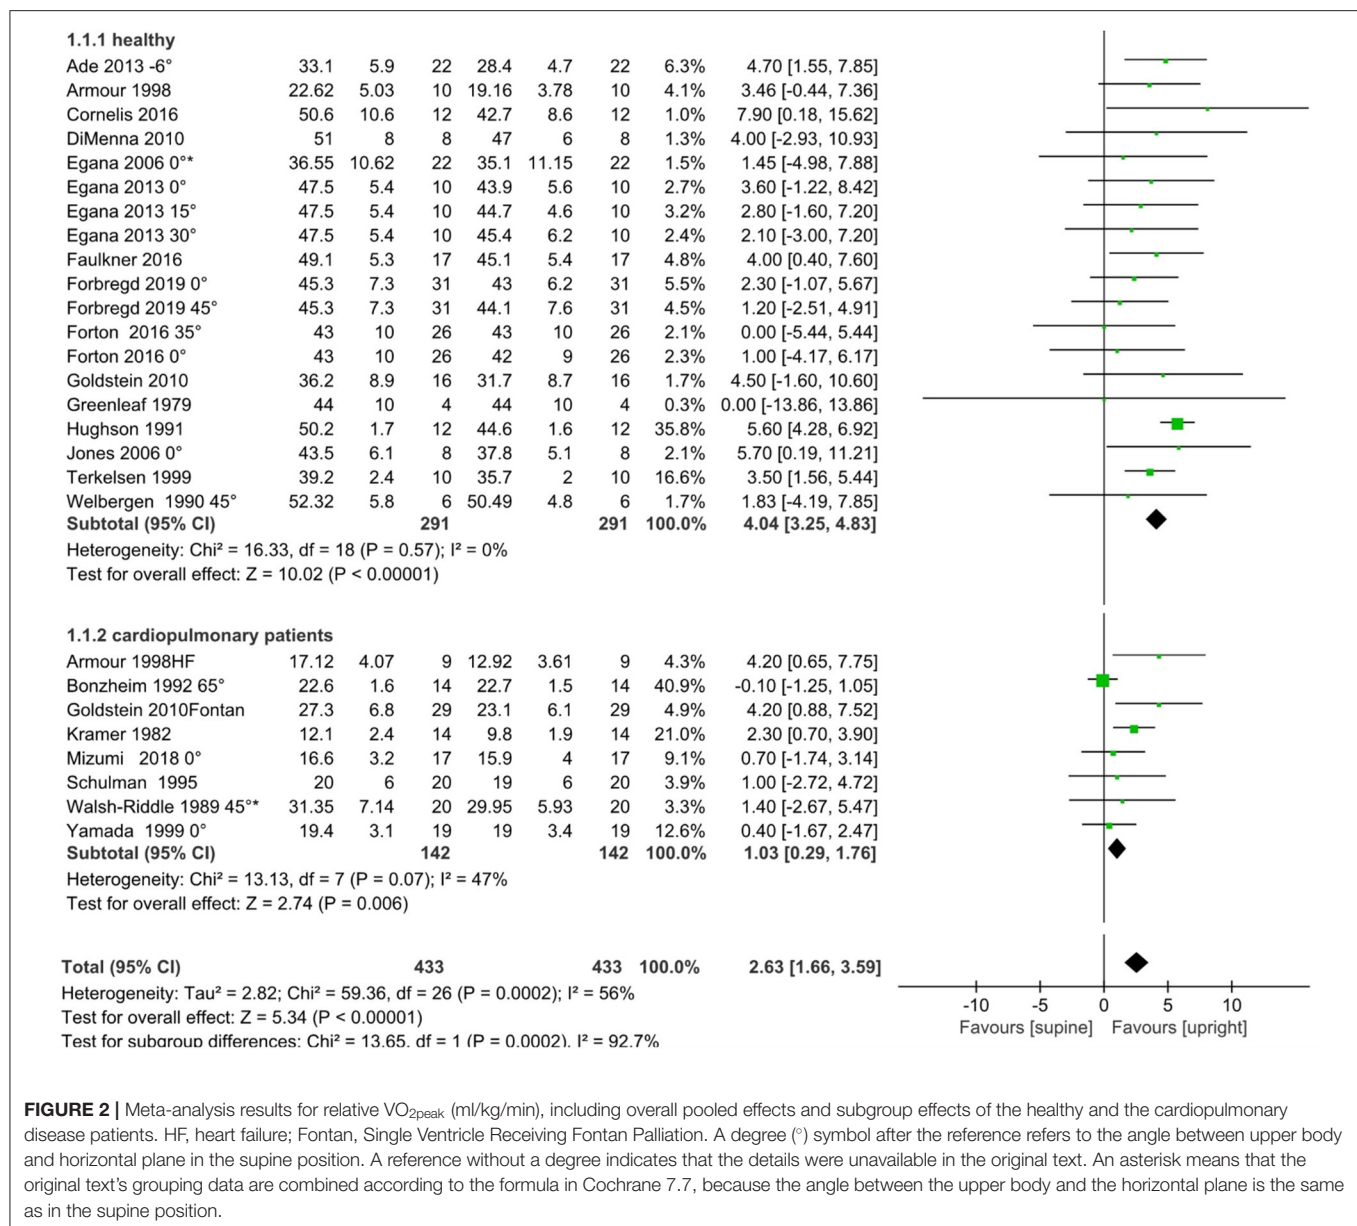 1.1.1 healthy
Ade 2013 -6° 33.1 5.9 22 28.4 4.7 22 6.3% 4.70 [1.55, 7.85]
Armour 1998 22.62 5.03 10 19.16 3.78 10 4.1% 3.46 [-0.44, 7.36]
Cornelis 2016 50.6 10.6 12 42.7 8.6 12 1.0% 7.90 [0.18, 15.62]
DiMenna 2010 51 8 8 47 6 8 1.3% 4.00 [-2.93, 10.93]
Egana 2006 0°* 36.55 10.62 22 35.1 11.15 22 1.5% 1.45 [-4.98, 7.88]
Egana 2013 0° 47.5 5.4 10 43.9 5.6 10 2.7% 3.60 [-1.22, 8.42]
Egana 2013 15° 47.5 5.4 10 44.7 4.6 10 3.2% 2.80 [-1.60, 7.20]
Egana 2013 30° 47.5 5.4 10 45.4 6.2 10 2.4% 2.10 [-3.00, 7.20]
Faulkner 2016 49.1 5.3 17 45.1 5.4 17 4.8% 4.00 [0.40, 7.60]
Forbregd 2019 0° 45.3 7.3 31 43 6.2 31 5.5% 2.30 [-1.07, 5.67]
Forbregd 2019 45° 45.3 7.3 31 44.1 7.6 31 4.5% 1.20 [-2.51, 4.91]
Forton 2016 35° 43 10 26 43 10 26 2.1% 0.00 [-5.44, 5.44]
Forton 2016 0° 43 10 26 42 9 26 2.3% 1.00 [-4.17, 6.17]
Goldstein 2010 36.2 8.9 16 31.7 8.7 16 1.7% 4.50 [-1.60, 10.60]
Greenleaf 1979 44 10 4 44 10 4 0.3% 0.00 [-13.86, 13.86]
Hughson 1991 50.2 1.7 12 44.6 1.6 12 35.8% 5.60 [4.28, 6.92]
Jones 2006 0° 43.5 6.1 8 37.8 5.1 8 2.1% 5.70 [0.19, 11.21]
Terkelsen 1999 39.2 2.4 10 35.7 2 10 16.6% 3.50 [1.56, 5.44]
Welbergen 1990 45° 52.32 5.8 6 50.49 4.8 6 1.7% 1.83 [-4.19, 7.85]
Subtotal (95% CI) 291 291 100.0% 4.04 [3.25, 4.83]
Heterogeneity: Chi² = 16.33, df = 18 (P = 0.57); I² = 0%
Test for overall effect: Z = 10.02 (P < 0.00001)
1.1.2 cardiopulmonary patients
Armour 1998HF 17.12 4.07 9 12.92 3.61 9 4.3% 4.20 [0.65, 7.75]
Bonzheim 1992 65° 22.6 1.6 14 22.7 1.5 14 40.9% -0.10 [-1.25, 1.05]
Goldstein 2010Fontan 27.3 6.8 29 23.1 6.1 29 4.9% 4.20 [0.88, 7.52]
Kramer 1982 12.1 2.4 14 9.8 1.9 14 21.0% 2.30 [0.70, 3.90]
Mizumi 2018 0° 16.6 3.2 17 15.9 4 17 9.1% 0.70 [-1.74, 3.14]
Schulman 1995 20 6 20 19 6 20 3.9% 1.00 [-2.72, 4.72]
Walsh-Riddle 1989 45°* 31.35 7.14 20 29.95 5.93 20 3.3% 1.40 [-2.67, 5.47]
Yamada 1999 0° 19.4 3.1 19 19 3.4 19 12.6% 0.40 [-1.67, 2.47]
Subtotal (95% CI) 142 142 100.0% 1.03 [0.29, 1.76]
Heterogeneity: Chi² = 13.13, df = 7 (P = 0.07); I² = 47%
Test for overall effect: Z = 2.74 (P = 0.006)
Total (95% CI) 433 433 100.0% 2.63 [1.66, 3.59]
Heterogeneity: Tau² = 2.82; Chi² = 59.36, df = 26 (P = 0.0002); I² = 56%
Test for overall effect: Z = 5.34 (P < 0.00001)
Test for subgroup differences: Chi² = 13.65. df = 1 (P = 0.0002). I² = 92.7%
-10 -5 0 5 10
Favours [supine] Favours [upright]
FIGURE 2 | Meta-analysis results for relative VO2peak (ml/kg/min), including overall pooled effects and subgroup effects of the healthy and the cardiopulmonary
disease patients. HF, heart failure; Fontan, Single Ventricle Receiving Fontan Palliation. A degree (°) symbol after the reference refers to the angle between upper body
and horizontal plane in the supine position. A reference without a degree indicates that the details were unavailable in the original text. An asterisk means that the
original text's grouping data are combined according to the formula in Cochrane 7.7, because the angle between the upper body and the horizontal plane is the same
as in the supine position.